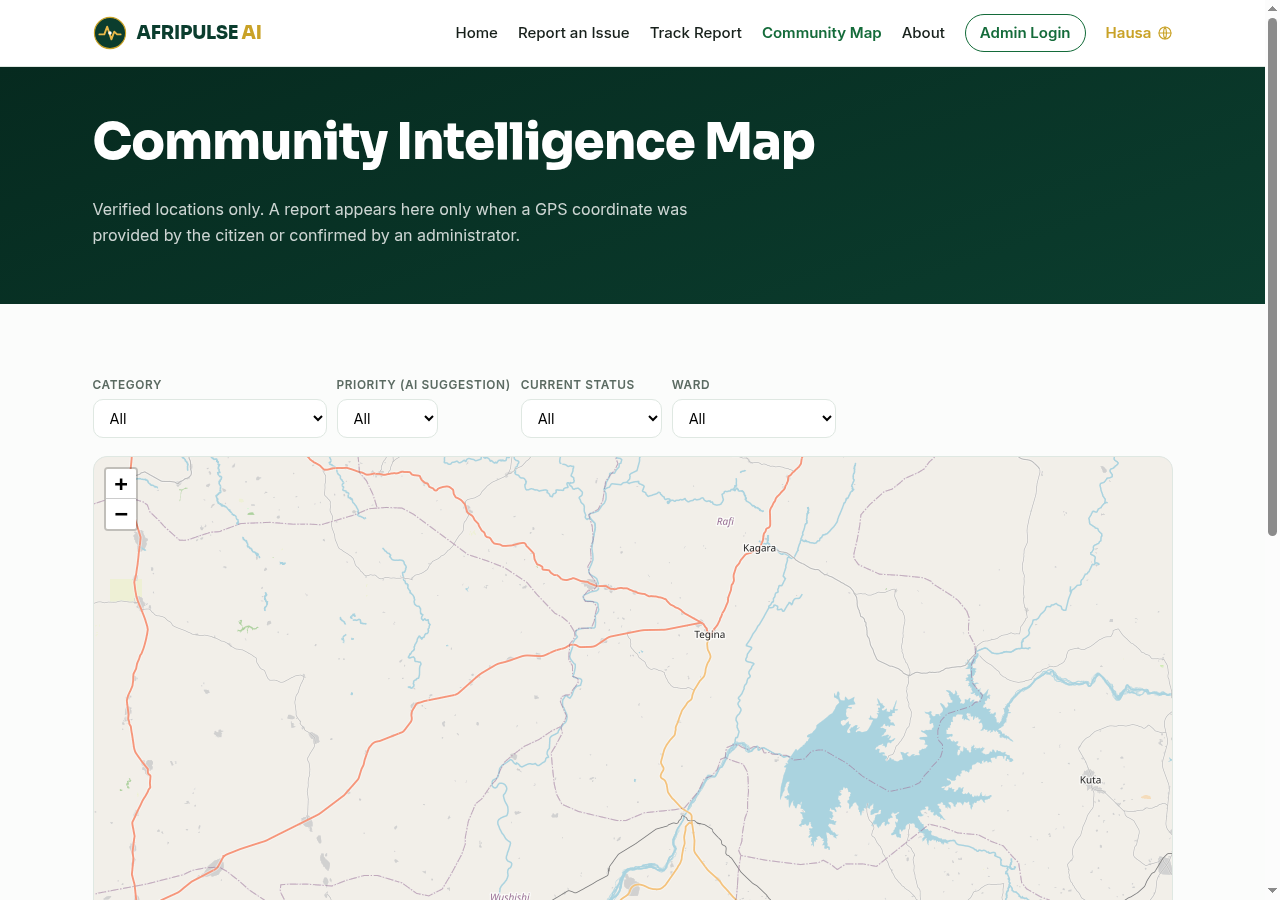 AFRIPULSE AI
Home Report an Issue Track Report Community Map About Admin Login Hausa
Community Intelligence Map
Verified locations only. A report appears here only when a GPS coordinate was
provided by the citizen or confirmed by an administrator.
CATEGORY PRIORITY (AI SUGGESTION) CURRENT STATUS WARD
All All All All
+
−
Rafi
Kagara
Tegina
Kuta
Wushishi